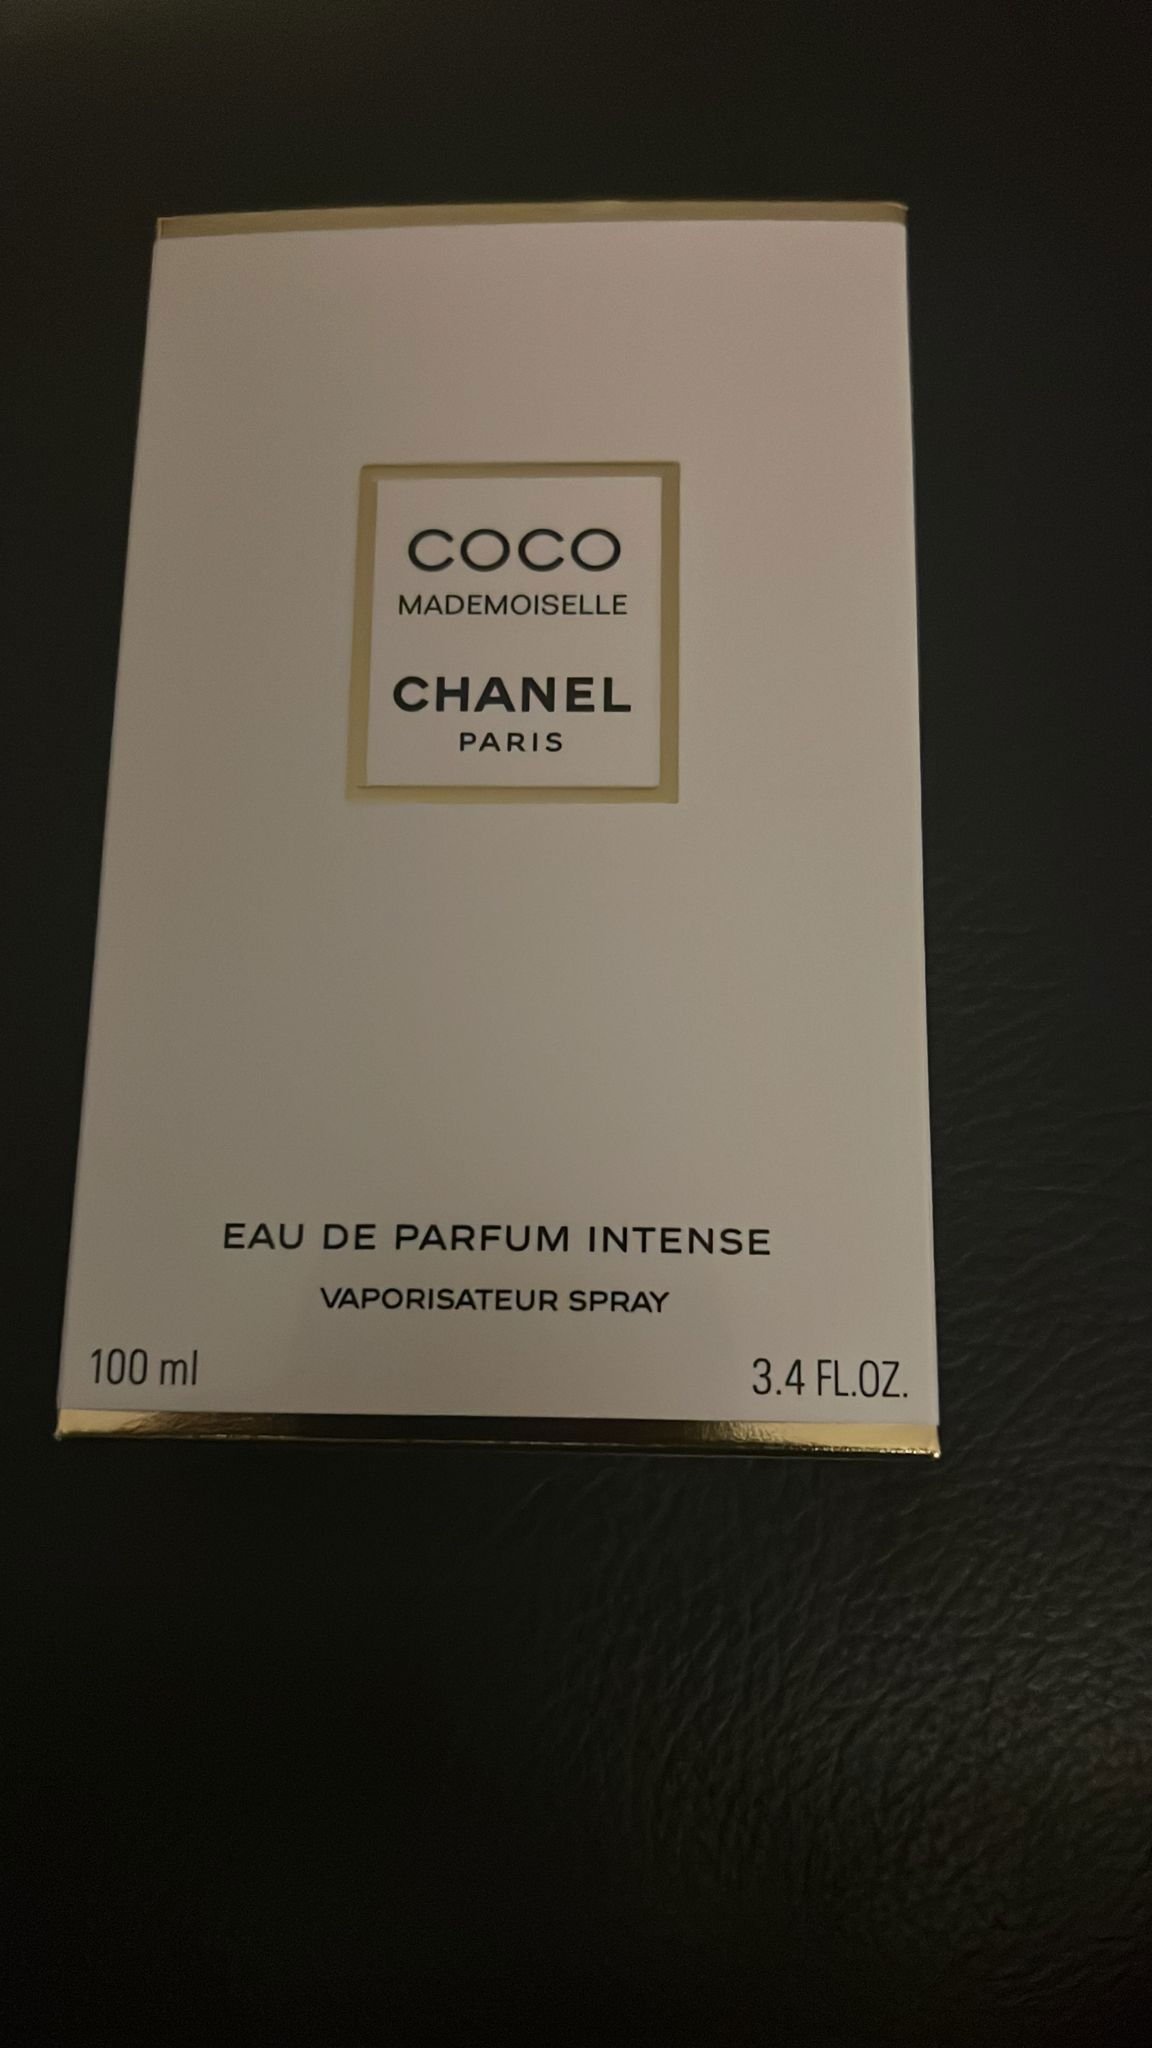 COCO
MADEMOISELLE
CHANEL
PARIS
EAU DE PARFUM INTENSE
VAPORISATEUR SPRAY
100 ml 3.4 FL.OZ.